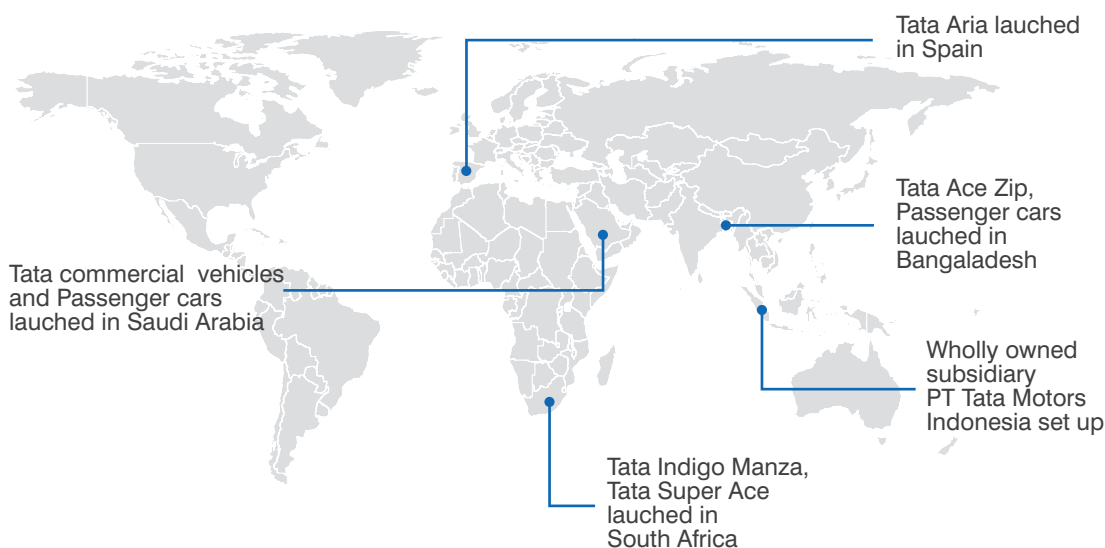 Tata Aria lauched
in Spain
Tata Ace Zip,
Passenger cars
lauched in
Bangaladesh
Tata commercial  vehicles
and Passenger cars
lauched in Saudi Arabia
Wholly owned
subsidiary
PT Tata Motors
Indonesia set up
Tata Indigo Manza,
Tata Super Ace
lauched in
South Africa